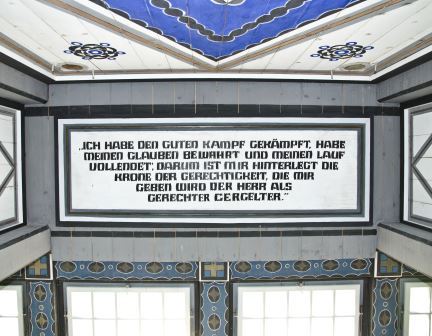 „ICH HABE DEN GUTEN KAMPF GEKÄMPFT, HABE
MEINEN GLAUBEN BEWAHRT UND MEINEN LAUF
VOLLENDET; DARUM IST MIR HINTERLEGT DIE
KRONE DER GERECHTIGKEIT, DIE MIR
GEBEN WIRD DER HERR ALS
GERECHTER GERGELTER.“